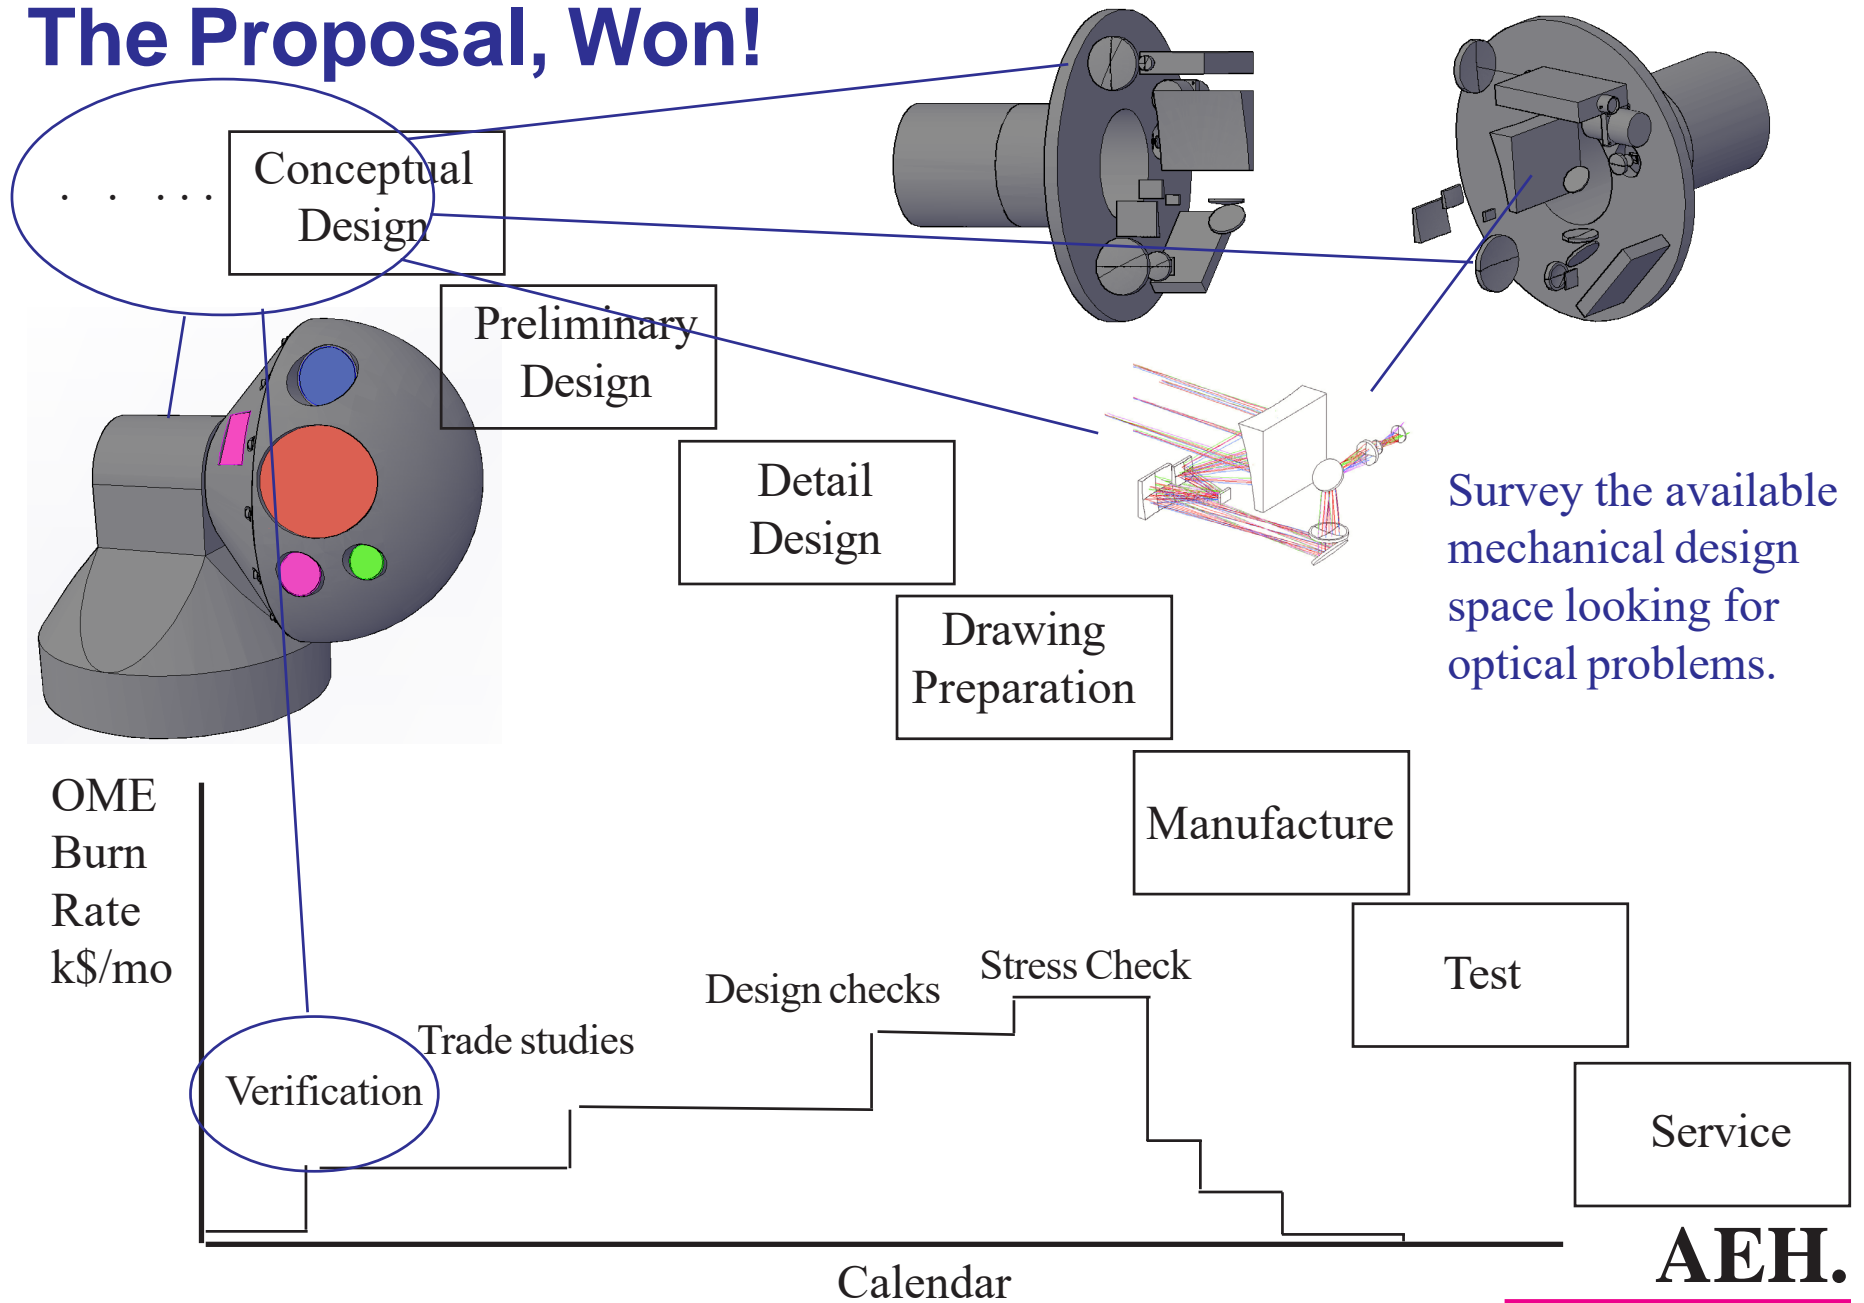 The Proposal, Won!
. . . . .
Conceptual
Design
Preliminary
Design
Detail
Design
Survey the available
mechanical design
space looking for
optical problems.
Drawing
Preparation
Manufacture
Test
Service
OME
Burn
Rate
k$/mo
Verification
Trade studies
Design checks
Stress Check
Calendar
AEH.